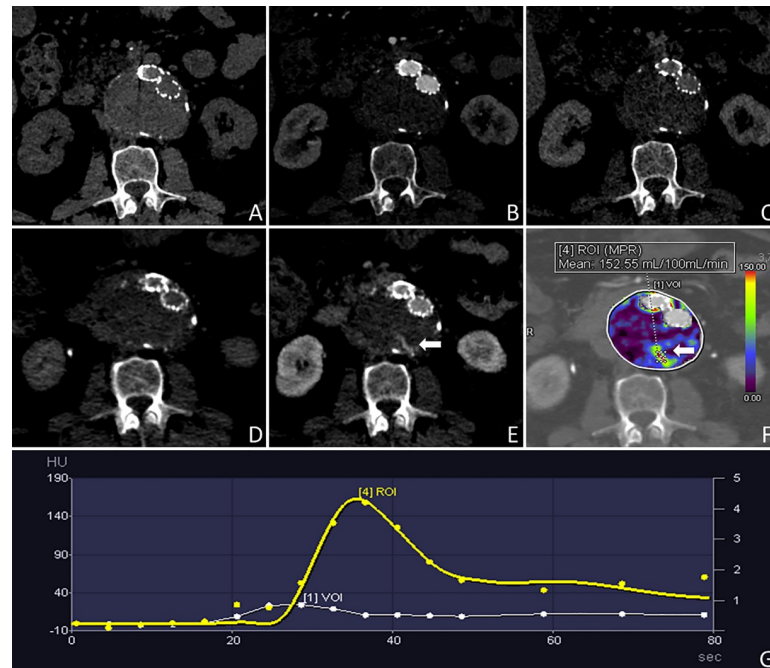 A
B
C
D
E
[4] ROI (MPR)
Mean: 152.55 mL/100mL/min
[1] VOI
150.00
0.00
R
F
HU
190
140
90
40
-10
[4] ROI
[1] VOI
5
4
3
2
1
0
20
40
60
80
sec
G